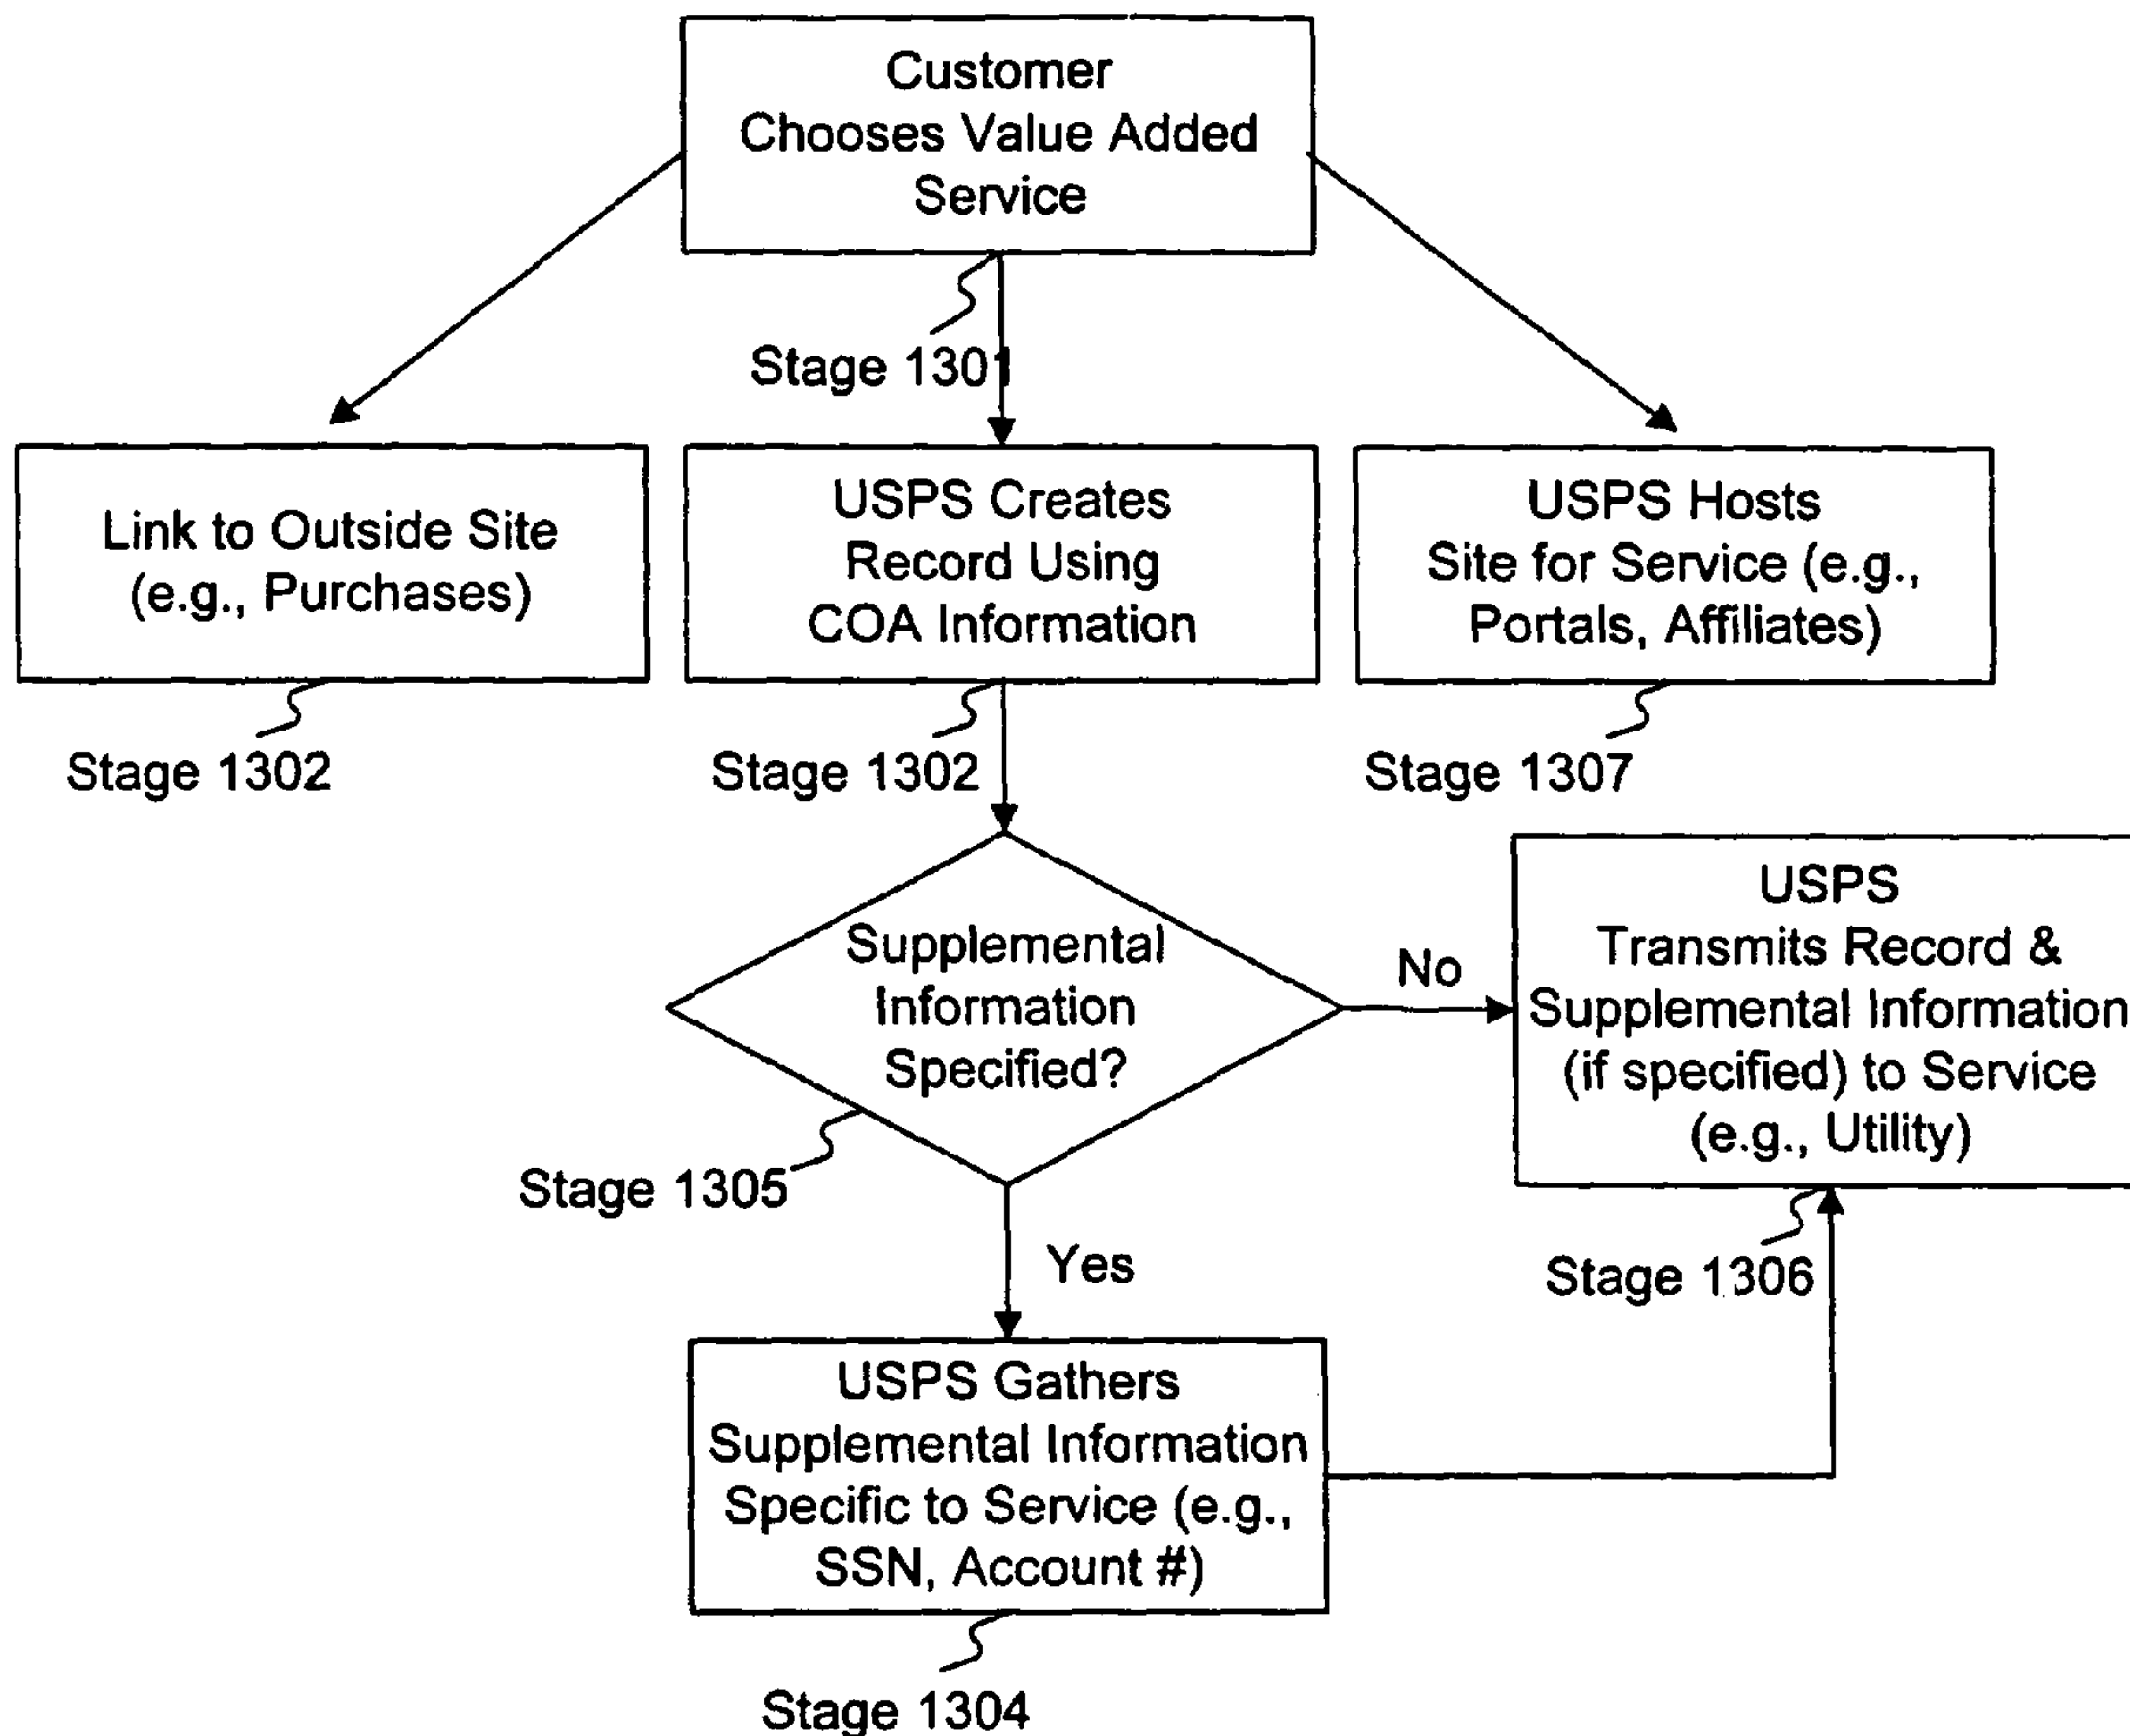 Customer
Chooses Value Added
Service
Stage 1301
Link to Outside Site
(e.g., Purchases)
Stage 1302
USPS Creates
Record Using
COA Information
Stage 1302
USPS Hosts
Site for Service (e.g.,
Portals, Affiliates)
Stage 1307
Supplemental
Information
Specified?
Stage 1305
No
USPS
Transmits Record &
Supplemental Information
(if specified) to Service
(e.g., Utility)
Stage 1306
Yes
USPS Gathers
Supplemental Information
Specific to Service (e.g.,
SSN, Account #)
Stage 1304